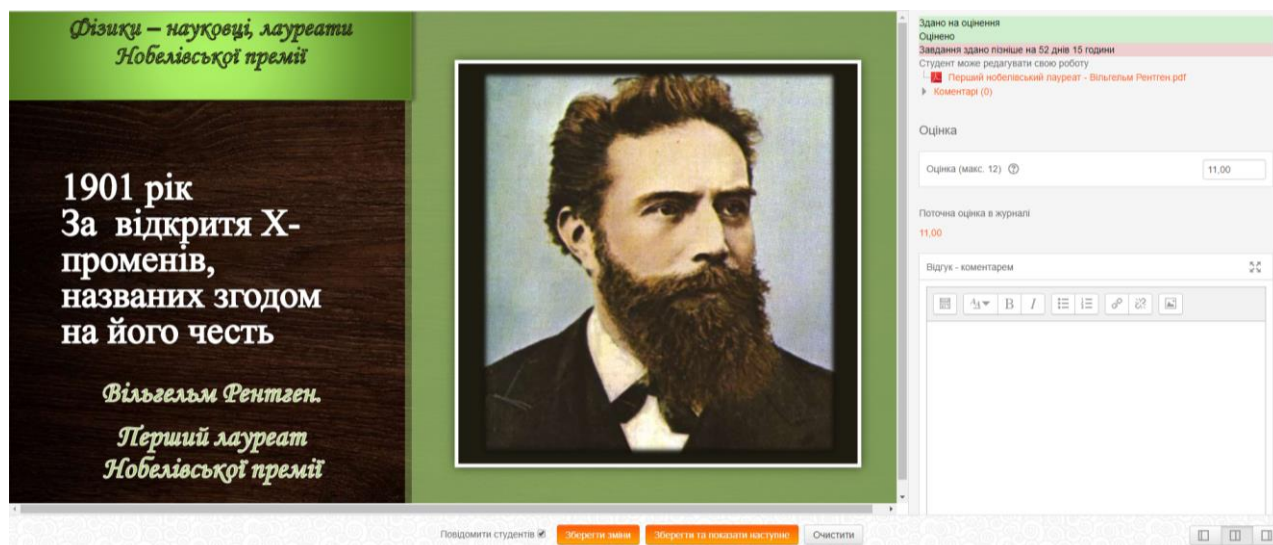 Фізики – науковці, лауреати
Нобелівської премії
1901 рік
За відкритя Х-
променів,
названих згодом
на його честь
Вільгельм Рентген.
Перший лауреат
Нобелівської премії
Здано на оцінення
Оцінено
Завдання здано пізніше на 52 днів 15 години
Студент може редагувати свою роботу
Перший нобелівський лауреат - Вільгельм Рентген.pdf
Коментарі (0)
Оцінка
Оцінка (макс. 12)
11,00
Поточна оцінка в журналі
11,00
Відгук - коментарем
B I
Повідомити студентів
Зберегти зміни
Зберегти та показати наступне
Очистити